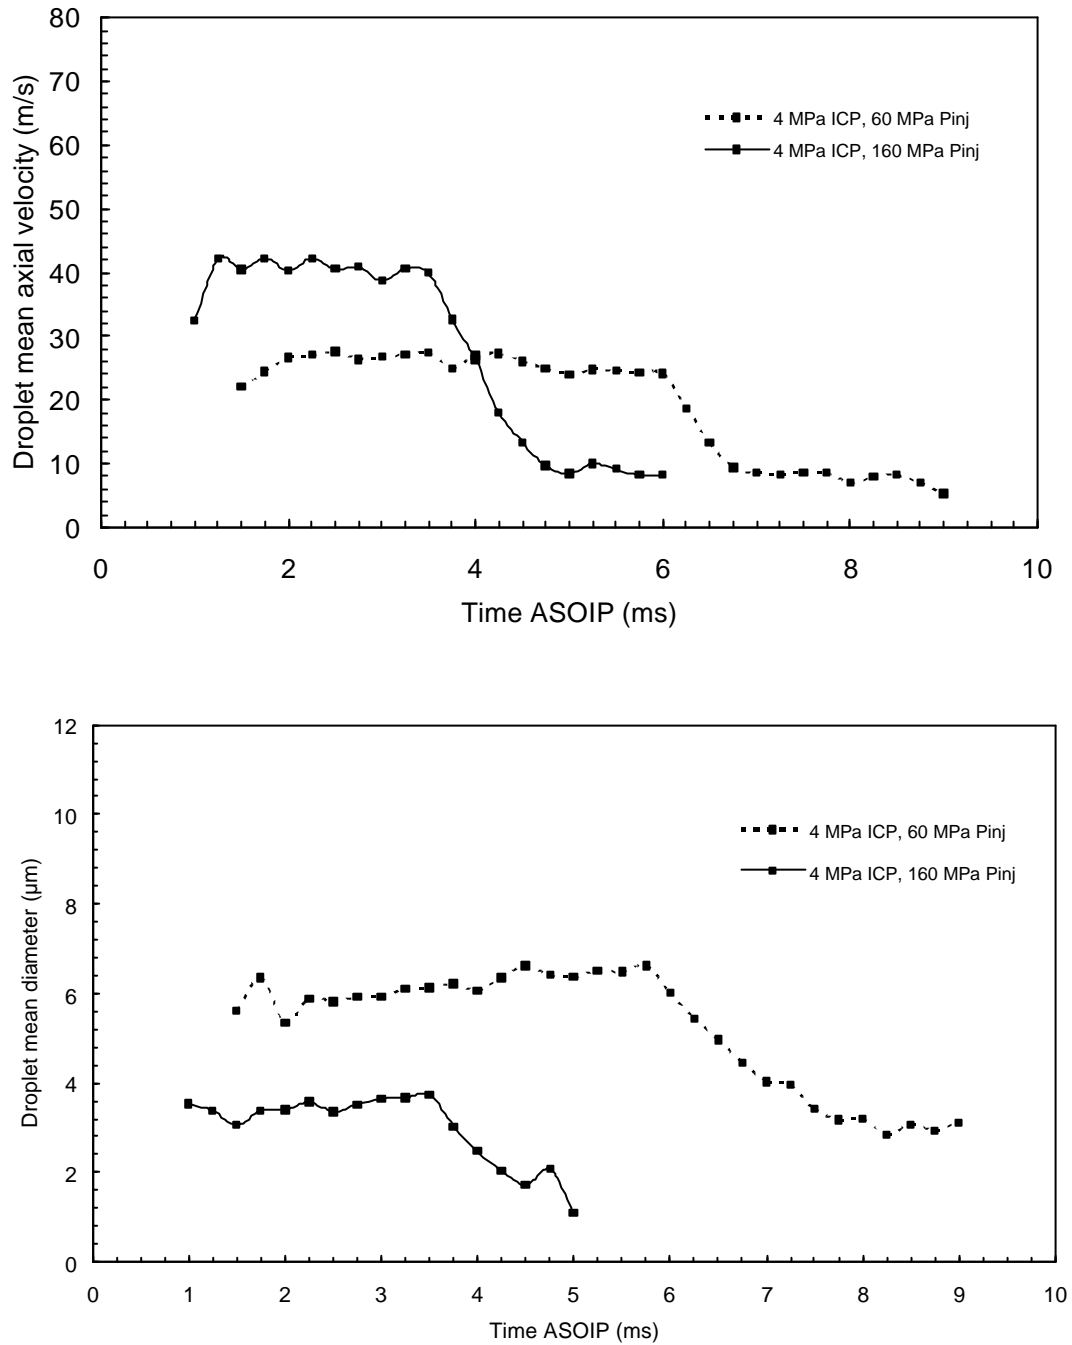 80
70
60
50
40
30
20
10
0
Droplet mean axial velocity (m/s)
4 MPa ICP, 60 MPa Pinj
4 MPa ICP, 160 MPa Pinj
0 2 4 6 8 10
Time ASOIP (ms)
12
10
8
6
4
2
0
Droplet mean diameter (µm)
4 MPa ICP, 60 MPa Pinj
4 MPa ICP, 160 MPa Pinj
0 1 2 3 4 5 6 7 8 9 10
Time ASOIP (ms)